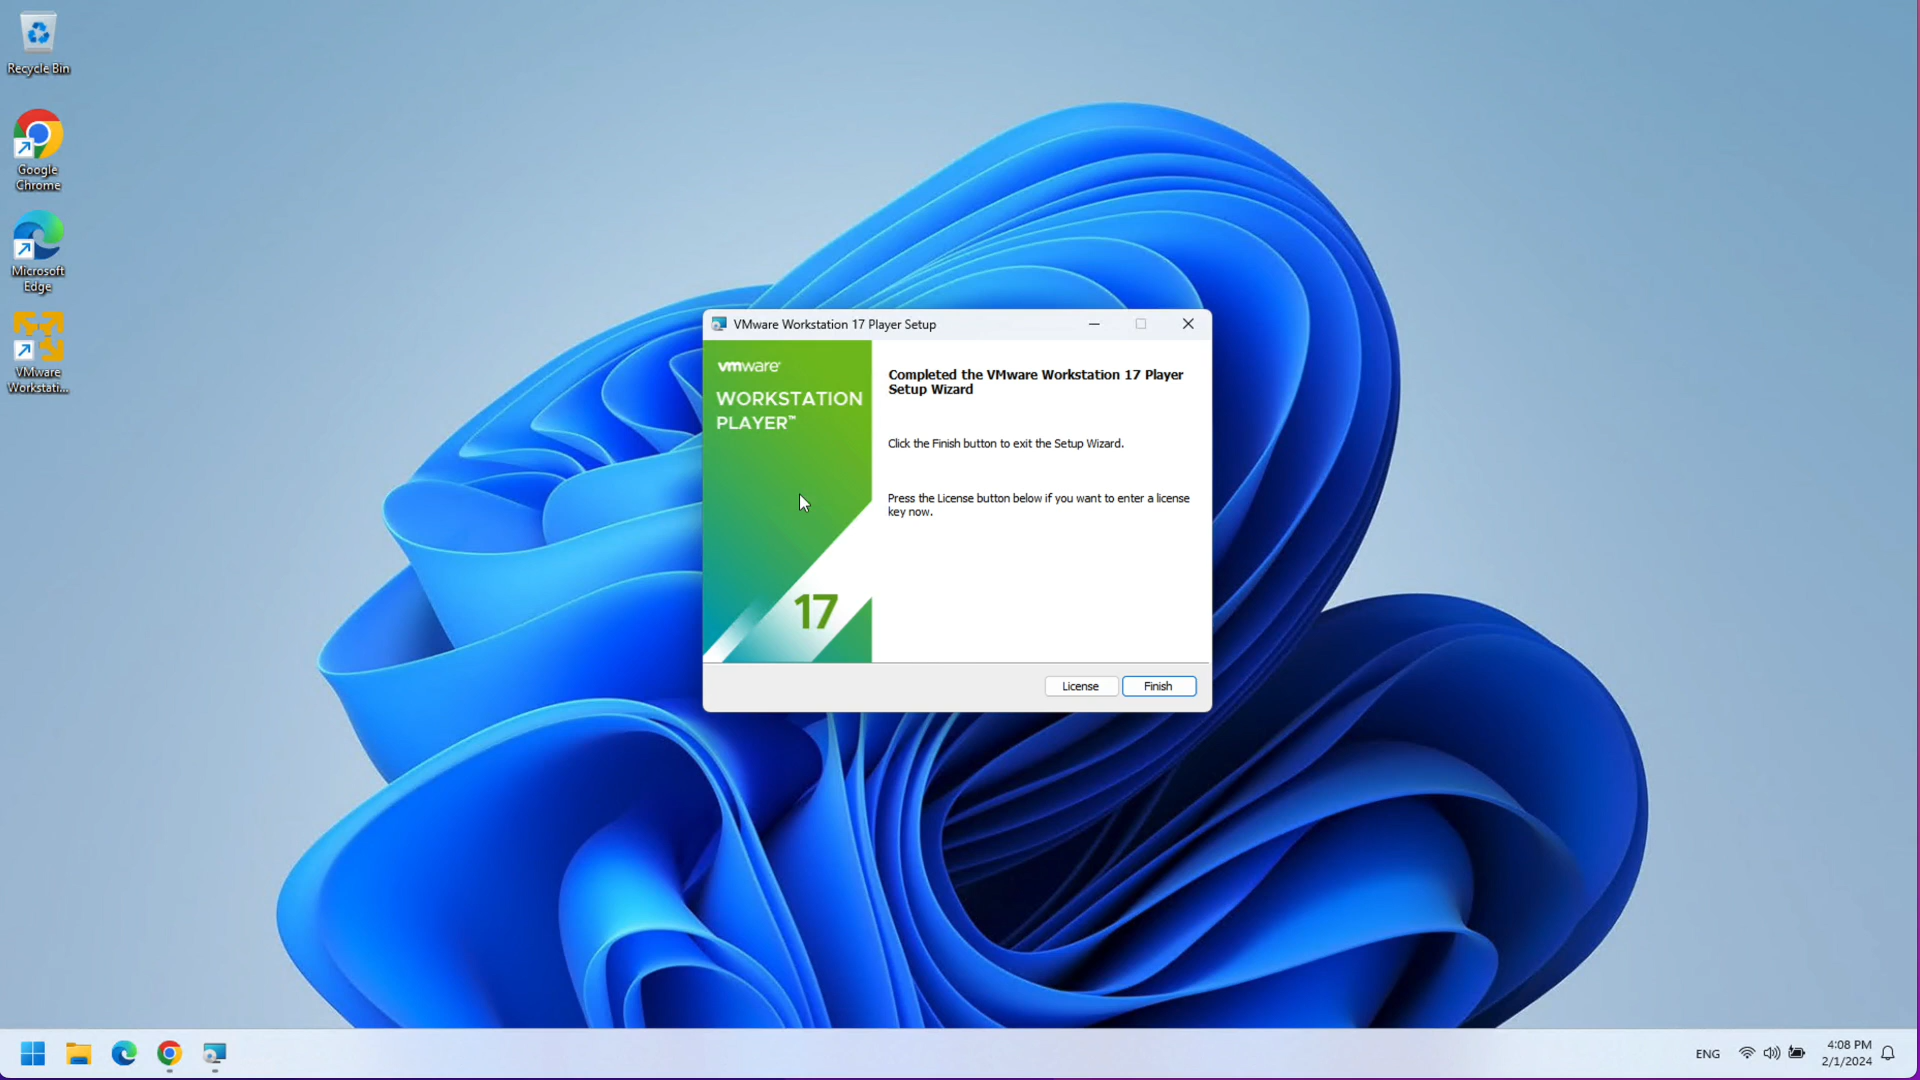 Recycle Bin
Google
Chrome
Microsoft
Edge
VMware
Workstati...
VMware Workstation 17 Player Setup
vmware®
WORKSTATION
PLAYER™
17
Completed the VMware Workstation 17 Player
Setup Wizard
Click the Finish button to exit the Setup Wizard.
Press the License button below if you want to enter a license
key now.
License
Finish
ENG
4:08 PM
2/1/2024